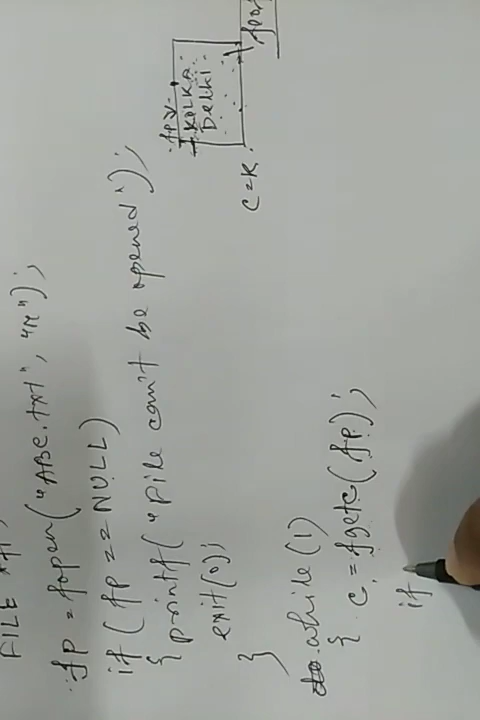 FILE
fp = fopen("ABC.txt", "r");
if ( fp == NULL)
{ printf( "File can't be opened");
exit(0);
}
while (1)
{ c = fgetc( fp);
if
fp
KOLKA
Delhi
C=K